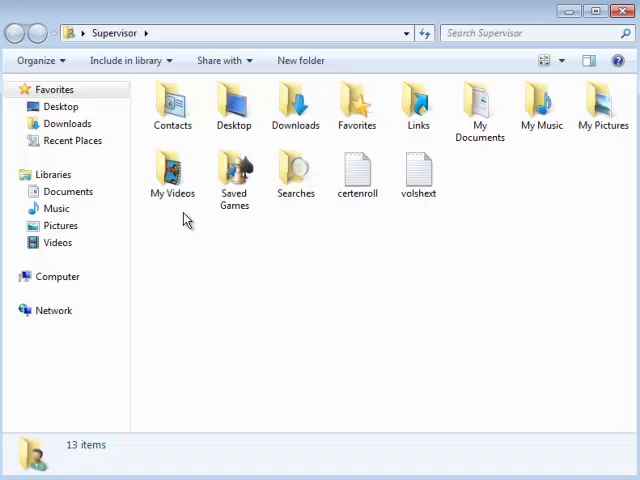 Supervisor
Search Supervisor
Organize
Include in library
Share with
New folder
Favorites
Desktop
Downloads
Recent Places
Libraries
Documents
Music
Pictures
Videos
Computer
Network
Contacts
Desktop
Downloads
Favorites
Links
My
Documents
My Music
My Pictures
My Videos
Saved
Games
Searches
certenroll
volshext
13 items